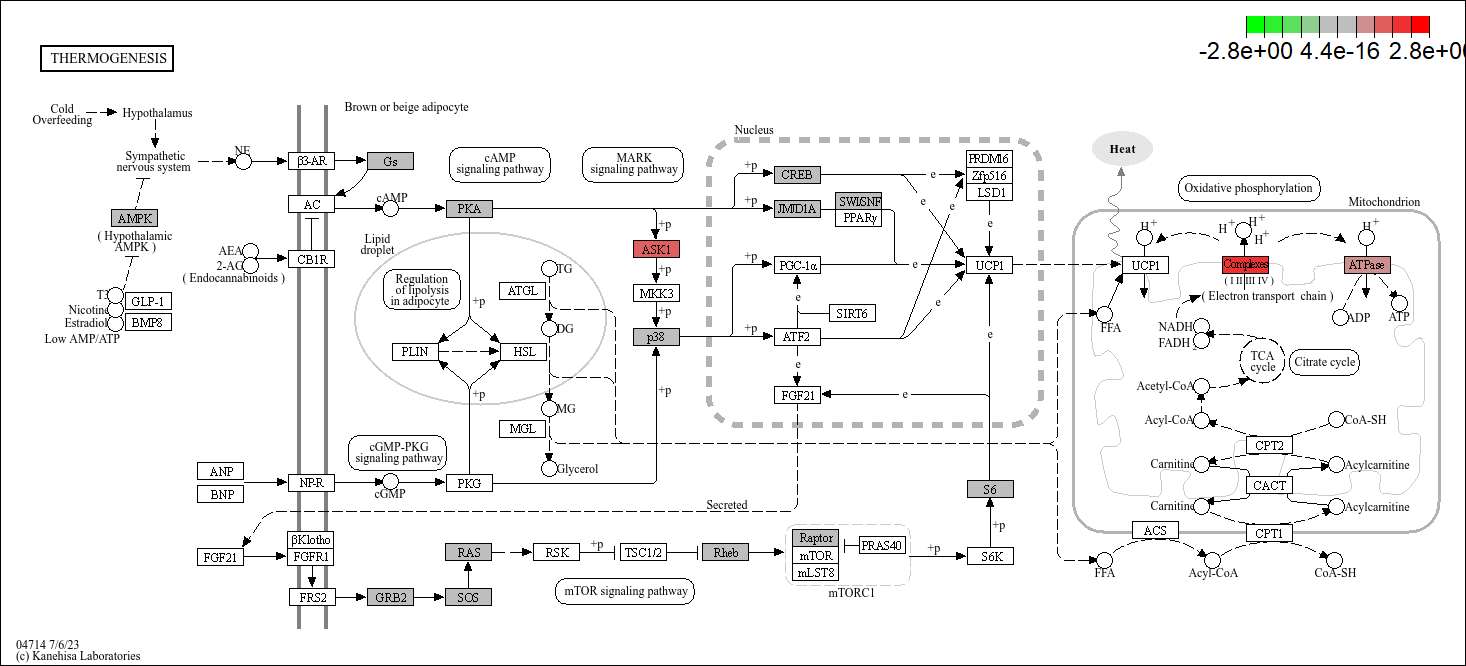 -2.8e+00 4.4e-16 2.8e+0
THERMOGENESIS
Brown or beige adipocyte
Cold
Overfeeding
Hypothalamus
Sympathetic
nervous system
NE
β3-AR
Gs
cAMP
signaling pathway
MARK
signaling pathway
Nucleus
AC
cAMP
PKA
AMPK
( Hypothalamic
AMPK )
AEA
2-AG
( Endocannabinoids )
CB1R
T3
Nicotine
Estradiol
Low AMP/ATP
GLP-1
BMP8
Lipid
droplet
Regulation
of lipolysis
in adipocyte
+p
ATGL
TG
DG
PLIN
HSL
+p
MG
MGL
Glycerol
cGMP-PKG
signaling pathway
ANP
BNP
NP-R
cGMP
PKG
+p
ASK1
+p
MKK3
+p
p38
+p
+p
+p
+p
+p
CREB
JMJD1A
SWI/SNF
PPARγ
PRDM16
Zfp516
LSD1
e
e
e
e
PGC-1α
e
UCP1
e
SIRT6
e
ATF2
e
e
FGF21
e
Secreted
FGF21
βKlotho
FGFR1
FRS2
GRB2
SOS
RAS
RSK
+p
TSC1/2
Rheb
mTOR signaling pathway
Raptor
mTOR
mLST8
PRAS40
mTORC1
+p
S6K
+p
S6
Heat
Oxidative phosphorylation
Mitochondrion
H+
H+
H+
H+
H+
UCP1
Complexes
( I II III IV )
( Electron transport chain )
ATPase
ADP
ATP
FFA
NADH
FADH2
TCA
cycle
Citrate cycle
Acetyl-CoA
Acyl-CoA
CoA-SH
CPT2
Carnitine
Acylcarnitine
CACT
Carnitine
Acylcarnitine
ACS
CPT1
FFA
Acyl-CoA
CoA-SH
04714 7/6/23
(c) Kanehisa Laboratories